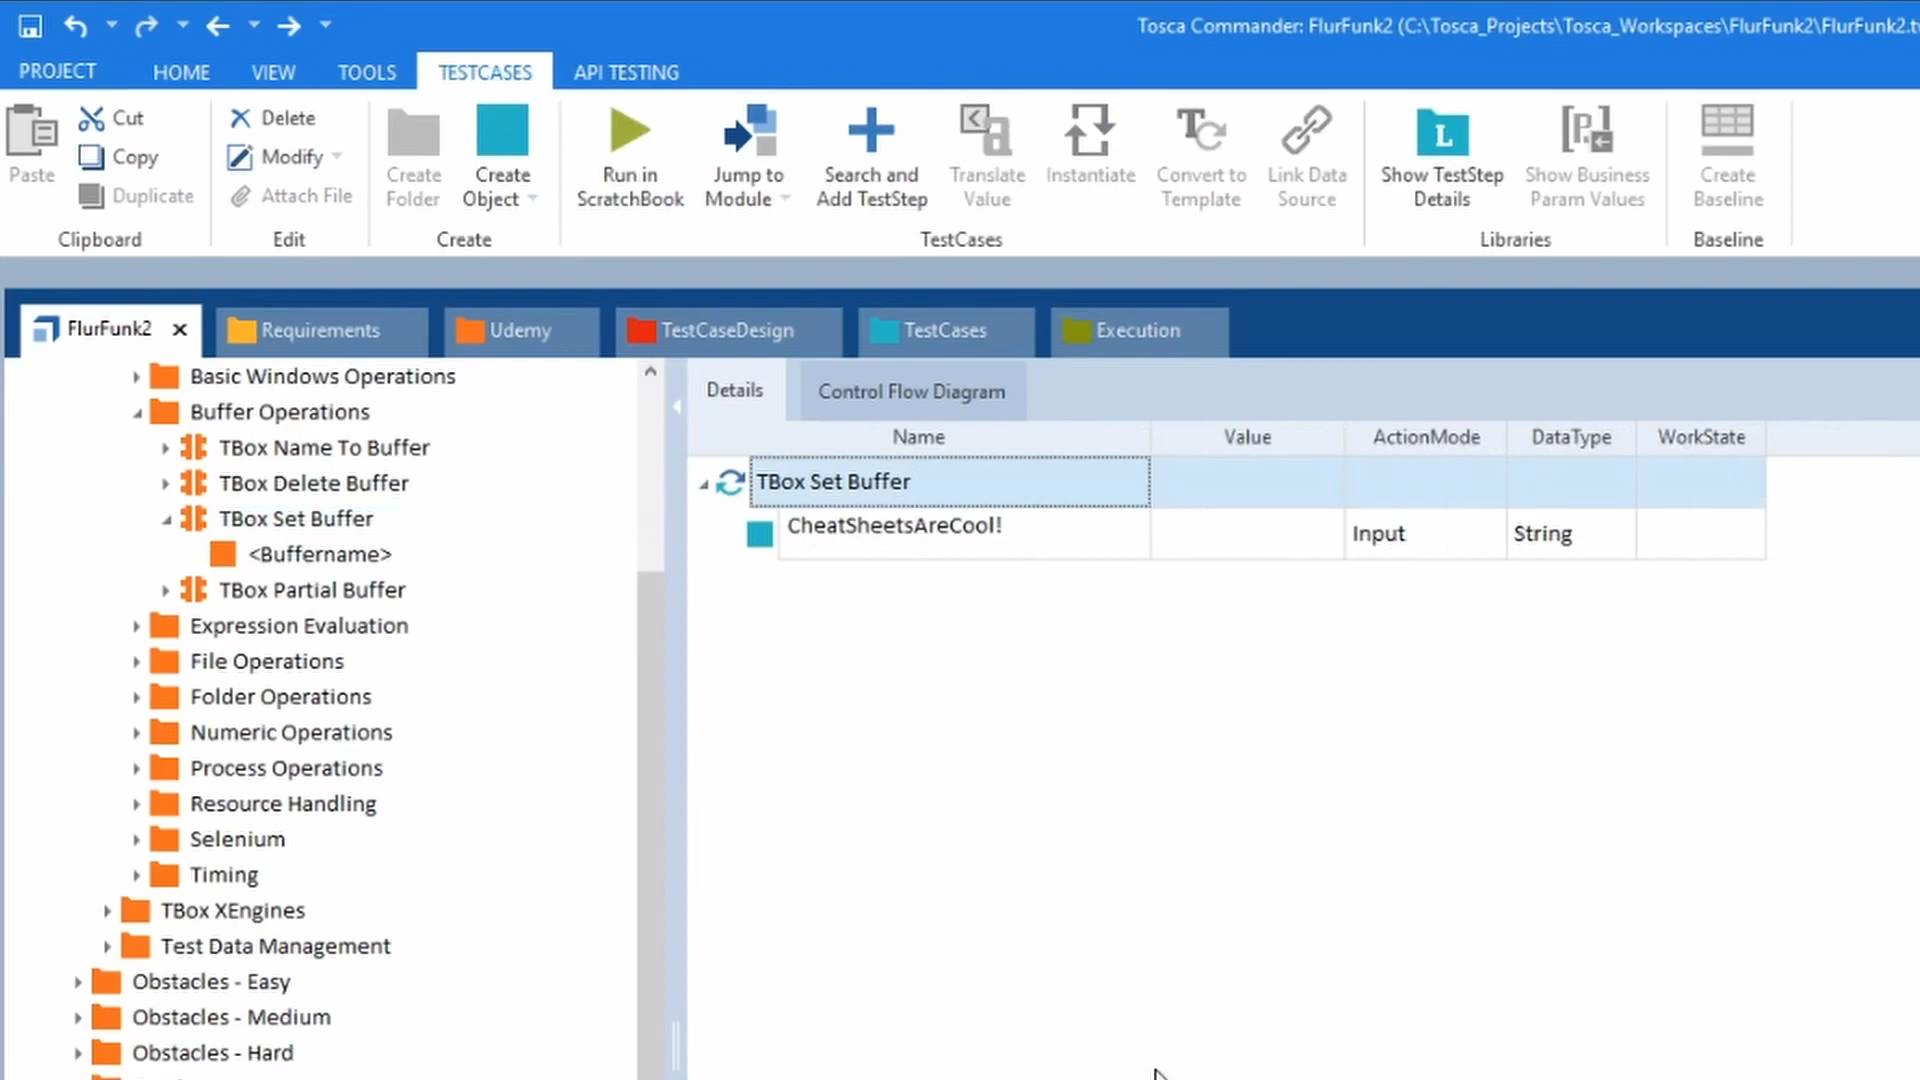 Tosca Commander: FlurFunk2 (C:\Tosca_Projects\Tosca_Workspaces\FlurFunk2\FlurFunk2.t
PROJECT HOME VIEW TOOLS TESTCASES API TESTING
Paste
Cut
Copy
Duplicate
Clipboard
Delete
Modify
Attach File
Edit
Create
Folder
Create
Object
Create
Run in
ScratchBook
Jump to
Module
Search and
Add TestStep
Translate
Value
Instantiate
Convert to
Template
Link Data
Source
TestCases
L
Show TestStep
Details
Show Business
Param Values
Libraries
Create
Baseline
Baseline
FlurFunk2 Requirements Udemy TestCaseDesign TestCases Execution
Basic Windows Operations
Buffer Operations
TBox Name To Buffer
TBox Delete Buffer
TBox Set Buffer
<Buffername>
TBox Partial Buffer
Expression Evaluation
File Operations
Folder Operations
Numeric Operations
Process Operations
Resource Handling
Selenium
Timing
TBox XEngines
Test Data Management
Obstacles - Easy
Obstacles - Medium
Obstacles - Hard
Details Control Flow Diagram
Name Value ActionMode DataType WorkState
TBox Set Buffer
CheatSheetsAreCool! Input String